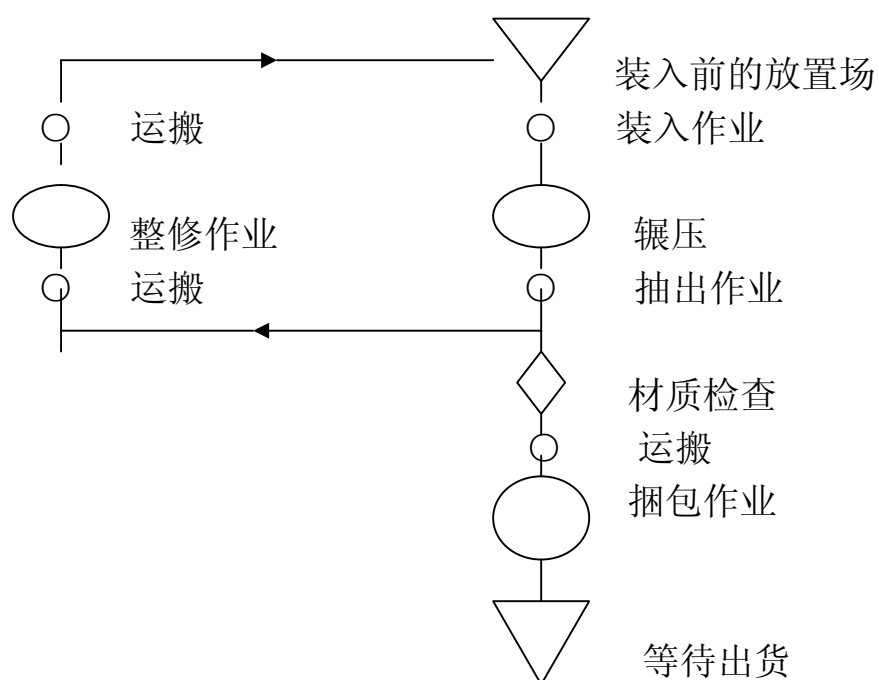 装入前的放置场
运搬
装入作业
整修作业
辗压
运搬
抽出作业
材质检查
运搬
捆包作业
等待出货